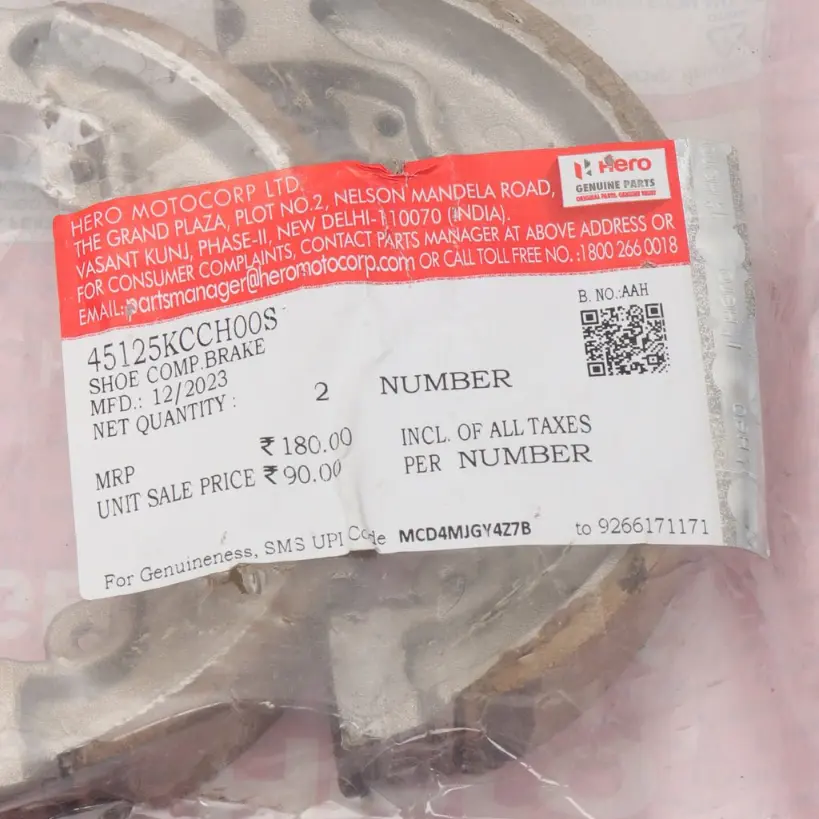 HERO MOTOCORP LTD.
THE GRAND PLAZA, PLOT NO.2, NELSON MANDELA ROAD,
VASANT KUNJ, PHASE-II, NEW DELHI-110070 (INDIA).
FOR CONSUMER COMPLAINTS, CONTACT PARTS MANAGER AT ABOVE ADDRESS OR
EMAIL:partsmanager@heromotocorp.com OR CALL TOLL FREE NO. :1800 266 0018
Hero
GENUINE PARTS
ORIGINAL PARTS. GENUINE TRUST
B. NO.:AAH
45125KCCH00S
SHOE COMP.BRAKE
MFD.: 12/2023
NET QUANTITY : 2 NUMBER
MRP ₹ 180.00 INCL. OF ALL TAXES
UNIT SALE PRICE ₹ 90.00 PER NUMBER
For Genuineness, SMS UPI Code MCD4MJGY4Z7B to 9266171171